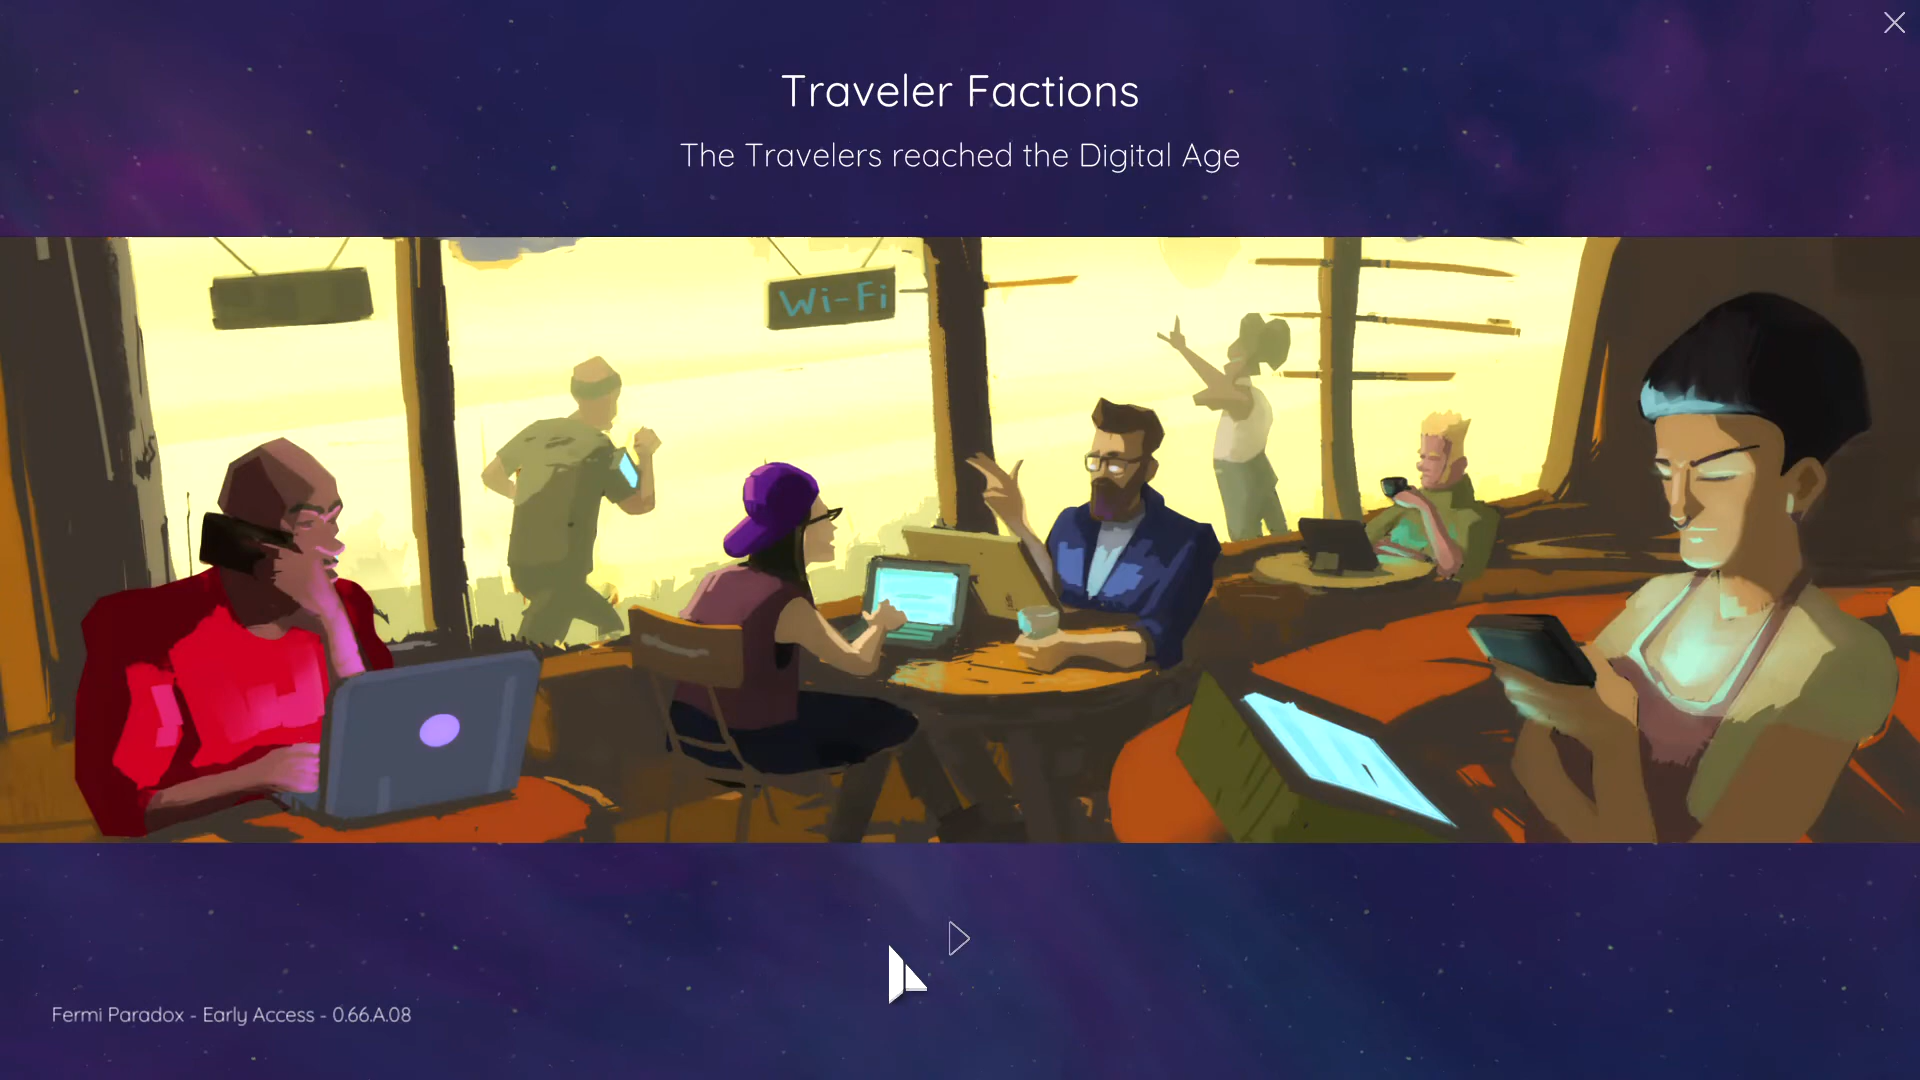 Traveler Factions
The Travelers reached the Digital Age
Wi-Fi
Fermi Paradox - Early Access - 0.66.A.08